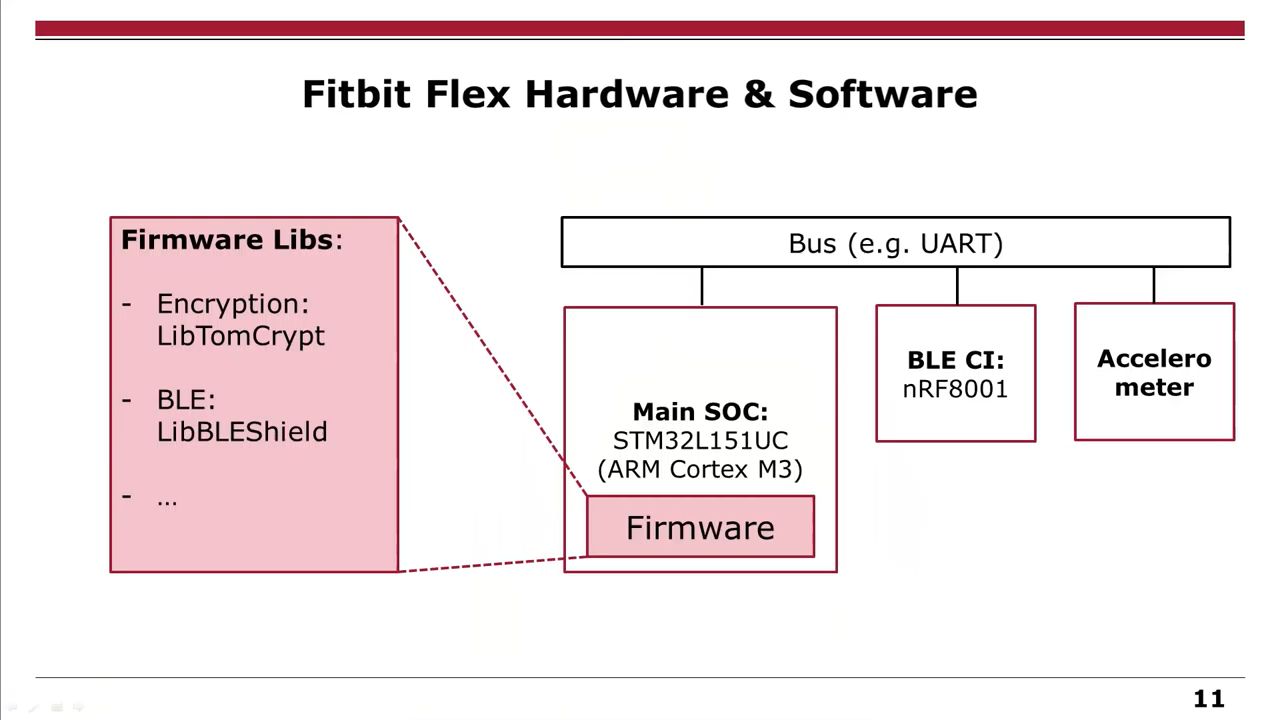 Fitbit Flex Hardware & Software
Firmware Libs:
- Encryption:
LibTomCrypt
- BLE:
LibBLEShield
- …
Bus (e.g. UART)
Main SOC:
STM32L151UC
(ARM Cortex M3)
Firmware
BLE CI:
nRF8001
Accelero
meter
11